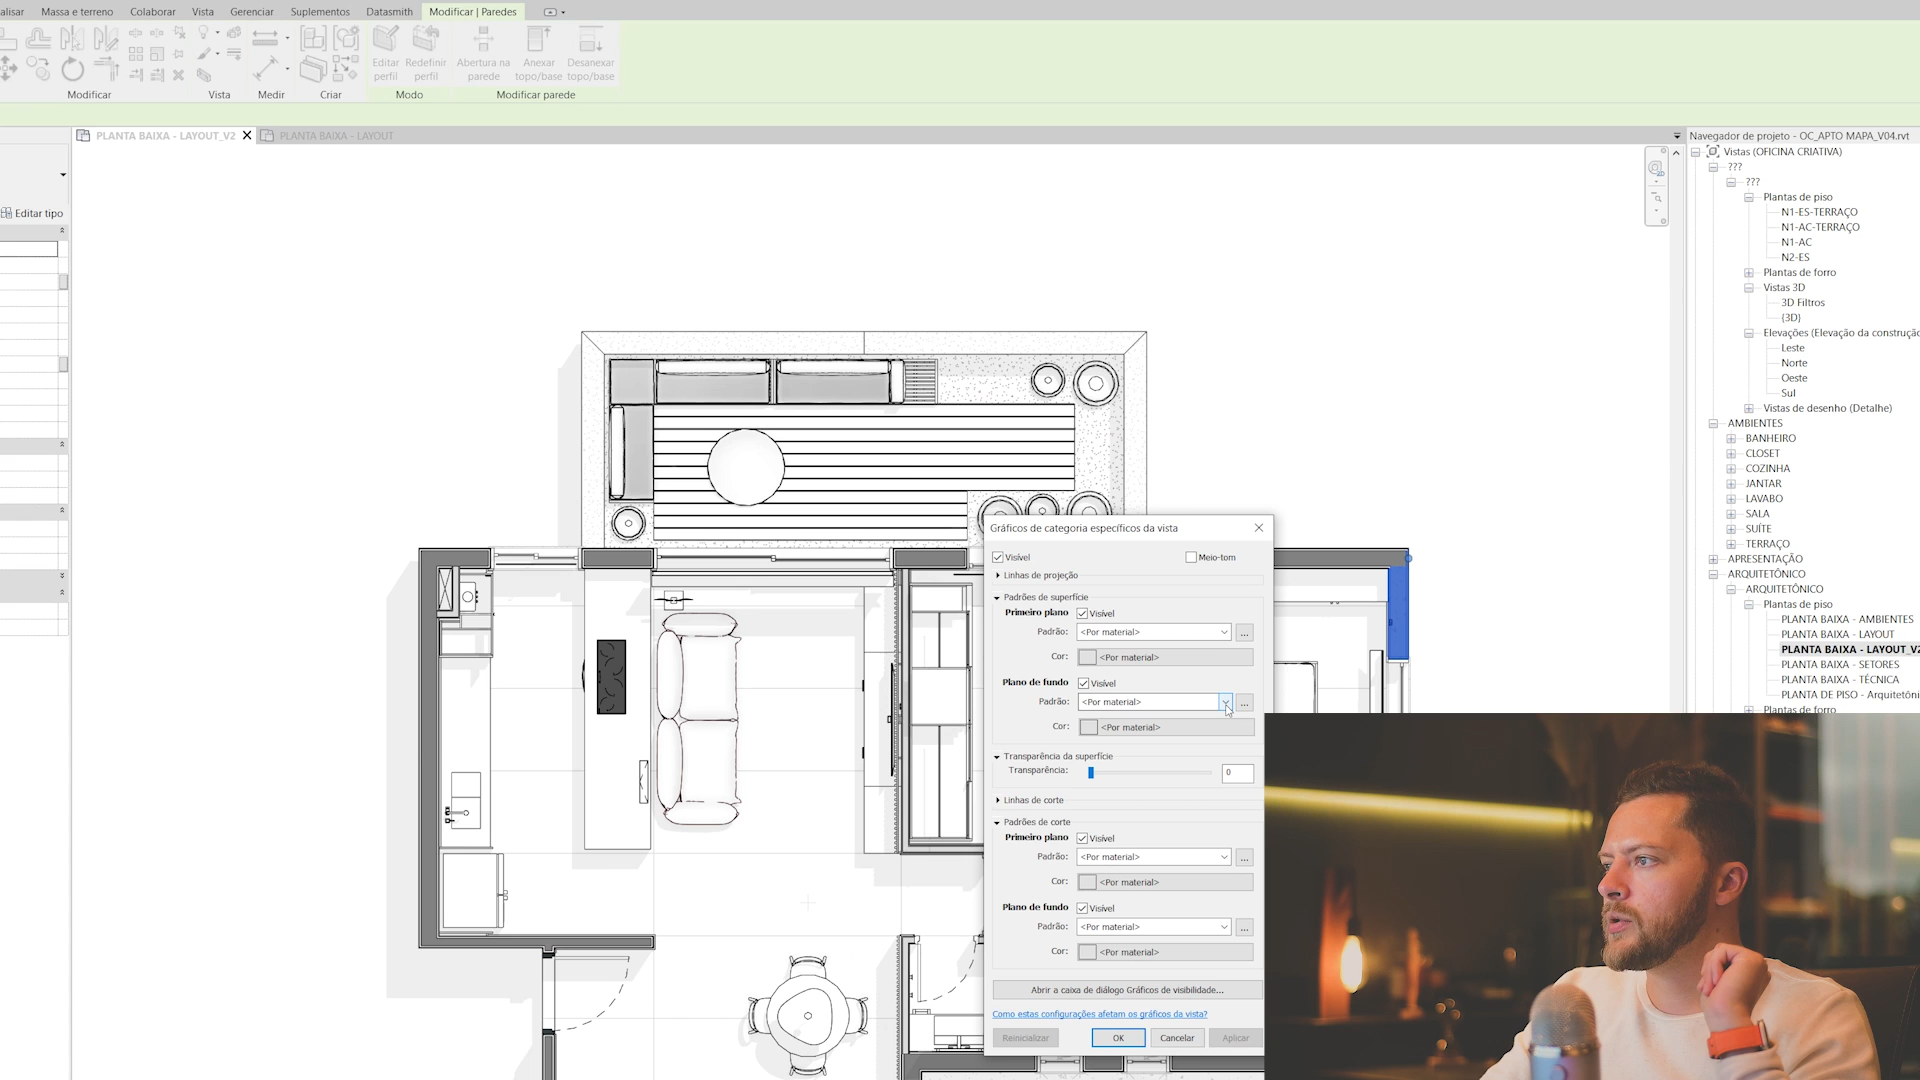 alisar Massa e terreno Colaborar Vista Gerenciar Suplementos Datasmith Modificar | Paredes
Editar perfil
Redefinir perfil
Abertura na parede
Anexar topo/base
Desanexar topo/base
Modificar Vista Medir Criar Modo Modificar parede
PLANTA BAIXA - LAYOUT_V2
PLANTA BAIXA - LAYOUT
Editar tipo
Navegador de projeto - OC_APTO MAPA_V04.rvt
Vistas (OFICINA CRIATIVA)
???
???
Plantas de piso
N1-ES-TERRAÇO
N1-AC-TERRAÇO
N1-AC
N2-ES
Plantas de forro
Vistas 3D
3D Filtros
{3D}
Elevações (Elevação da construção
Leste
Norte
Oeste
Sul
Vistas de desenho (Detalhe)
AMBIENTES
BANHEIRO
CLOSET
COZINHA
JANTAR
LAVABO
SALA
SUÍTE
TERRAÇO
APRESENTAÇÃO
ARQUITETÔNICO
ARQUITETÔNICO
Plantas de piso
PLANTA BAIXA - AMBIENTES
PLANTA BAIXA - LAYOUT
PLANTA BAIXA - LAYOUT_V2
PLANTA BAIXA - SETORES
PLANTA BAIXA - TÉCNICA
PLANTA DE PISO - Arquitetôni
Plantas de forro
Gráficos de categoria específicos da vista
Visível Meio-tom
Linhas de projeção
Padrões de superfície
Primeiro plano Visível
Padrão: <Por material> ...
Cor: <Por material>
Plano de fundo Visível
Padrão: <Por material> ...
Cor: <Por material>
Transparência da superfície
Transparência: 0
Linhas de corte
Padrões de corte
Primeiro plano Visível
Padrão: <Por material> ...
Cor: <Por material>
Plano de fundo Visível
Padrão: <Por material> ...
Cor: <Por material>
Abrir a caixa de diálogo Gráficos de visibilidade...
Como estas configurações afetam os gráficos da vista?
Reinicializar OK Cancelar Aplicar